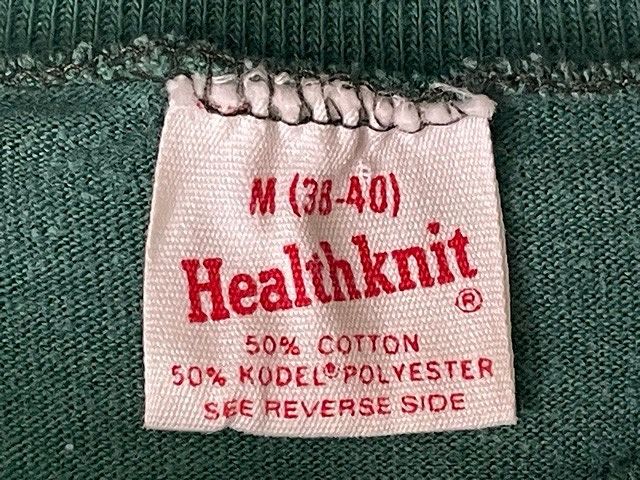 M (38-40)
Healthknit
®
50% COTTON
50% KODEL® POLYESTER
SEE REVERSE SIDE